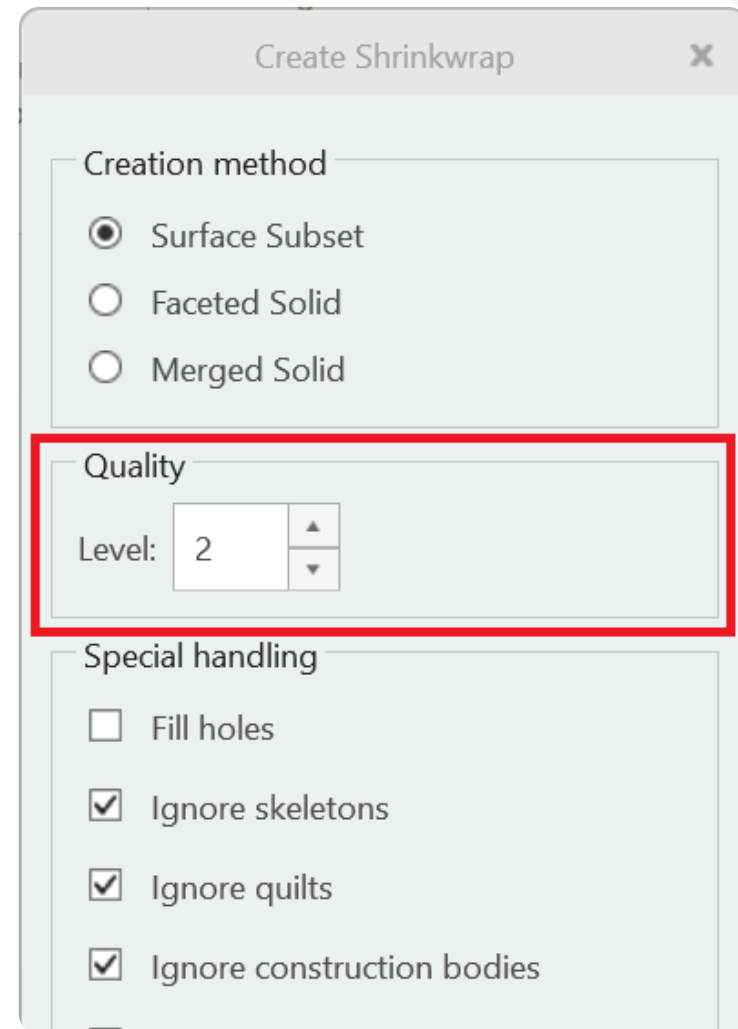 Create Shrinkwrap
Creation method
Surface Subset
Faceted Solid
Merged Solid
Quality
Level: 2
Special handling
Fill holes
Ignore skeletons
Ignore quilts
Ignore construction bodies